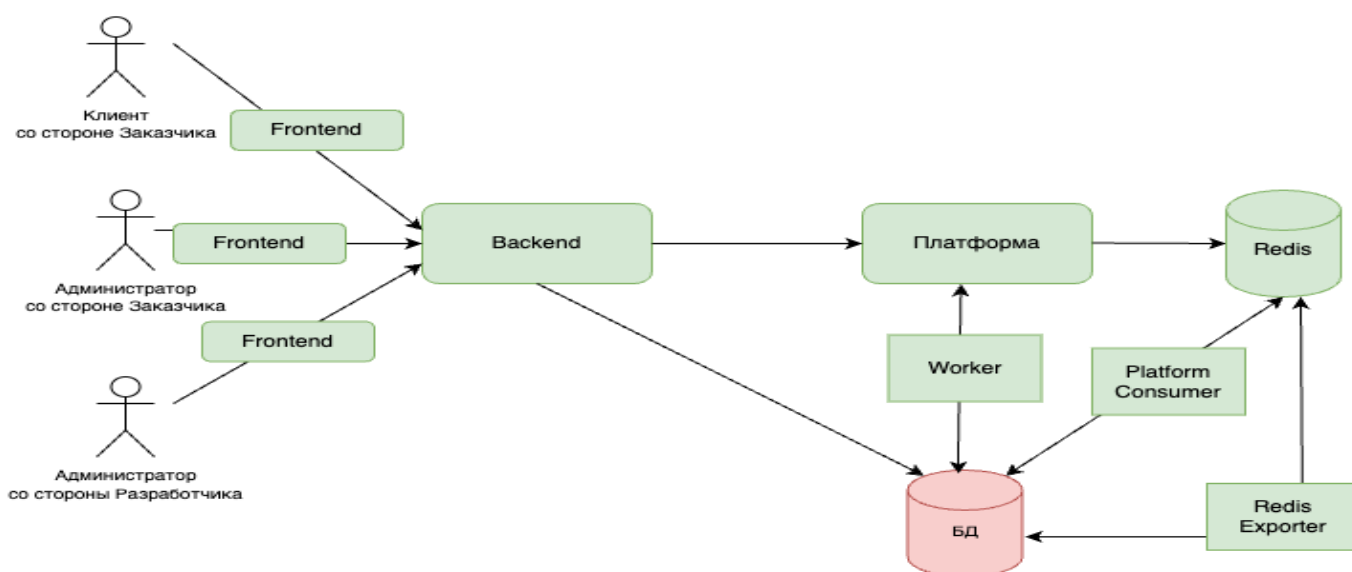 Клиент
со стороне Заказчика
Frontend
Администратор
со стороне Заказчика
Frontend
Администратор
со стороны Разработчика
Frontend
Backend
Платформа
Redis
Worker
Platform
Consumer
БД
Redis
Exporter